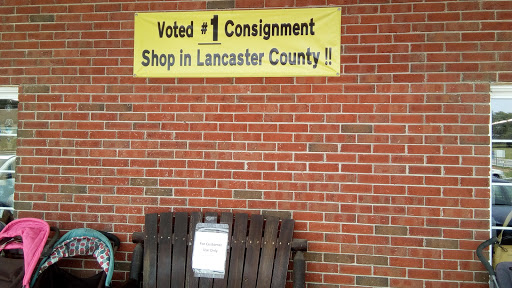 Voted #1 Consignment
Shop in Lancaster County !!